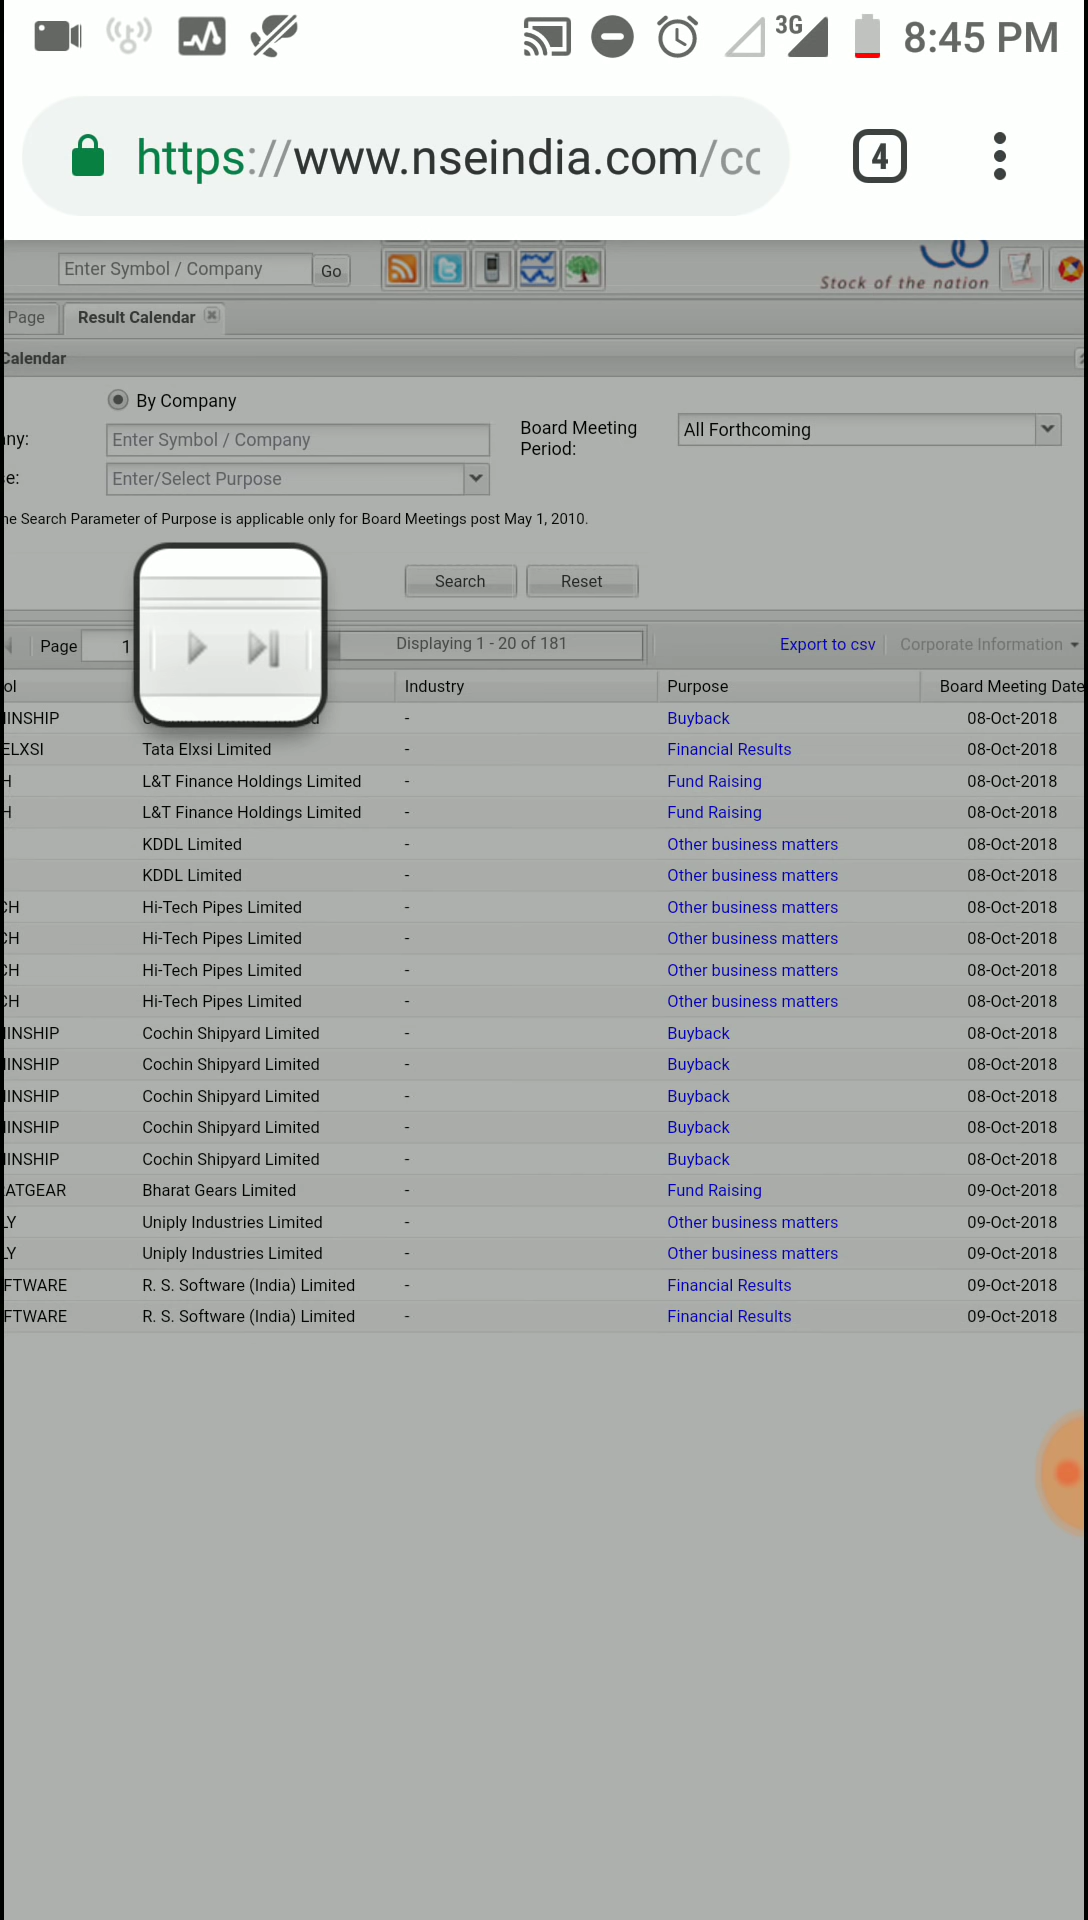 3G 8:45 PM
https://www.nseindia.com/cc 4
Enter Symbol / Company Go
Stock of the nation
Page Result Calendar
Calendar
By Company
ny: Enter Symbol / Company Board Meeting Period: All Forthcoming
se: Enter/Select Purpose
ne Search Parameter of Purpose is applicable only for Board Meetings post May 1, 2010.
Search Reset
Page 1 Displaying 1 - 20 of 181 Export to csv Corporate Information
ol Industry Purpose Board Meeting Date
INSHIP - Buyback 08-Oct-2018
ELXSI Tata Elxsi Limited - Financial Results 08-Oct-2018
H L&T Finance Holdings Limited - Fund Raising 08-Oct-2018
H L&T Finance Holdings Limited - Fund Raising 08-Oct-2018
KDDL Limited - Other business matters 08-Oct-2018
KDDL Limited - Other business matters 08-Oct-2018
CH Hi-Tech Pipes Limited - Other business matters 08-Oct-2018
CH Hi-Tech Pipes Limited - Other business matters 08-Oct-2018
CH Hi-Tech Pipes Limited - Other business matters 08-Oct-2018
CH Hi-Tech Pipes Limited - Other business matters 08-Oct-2018
INSHIP Cochin Shipyard Limited - Buyback 08-Oct-2018
INSHIP Cochin Shipyard Limited - Buyback 08-Oct-2018
INSHIP Cochin Shipyard Limited - Buyback 08-Oct-2018
INSHIP Cochin Shipyard Limited - Buyback 08-Oct-2018
INSHIP Cochin Shipyard Limited - Buyback 08-Oct-2018
ATGEAR Bharat Gears Limited - Fund Raising 09-Oct-2018
LY Uniply Industries Limited - Other business matters 09-Oct-2018
LY Uniply Industries Limited - Other business matters 09-Oct-2018
FTWARE R. S. Software (India) Limited - Financial Results 09-Oct-2018
FTWARE R. S. Software (India) Limited - Financial Results 09-Oct-2018